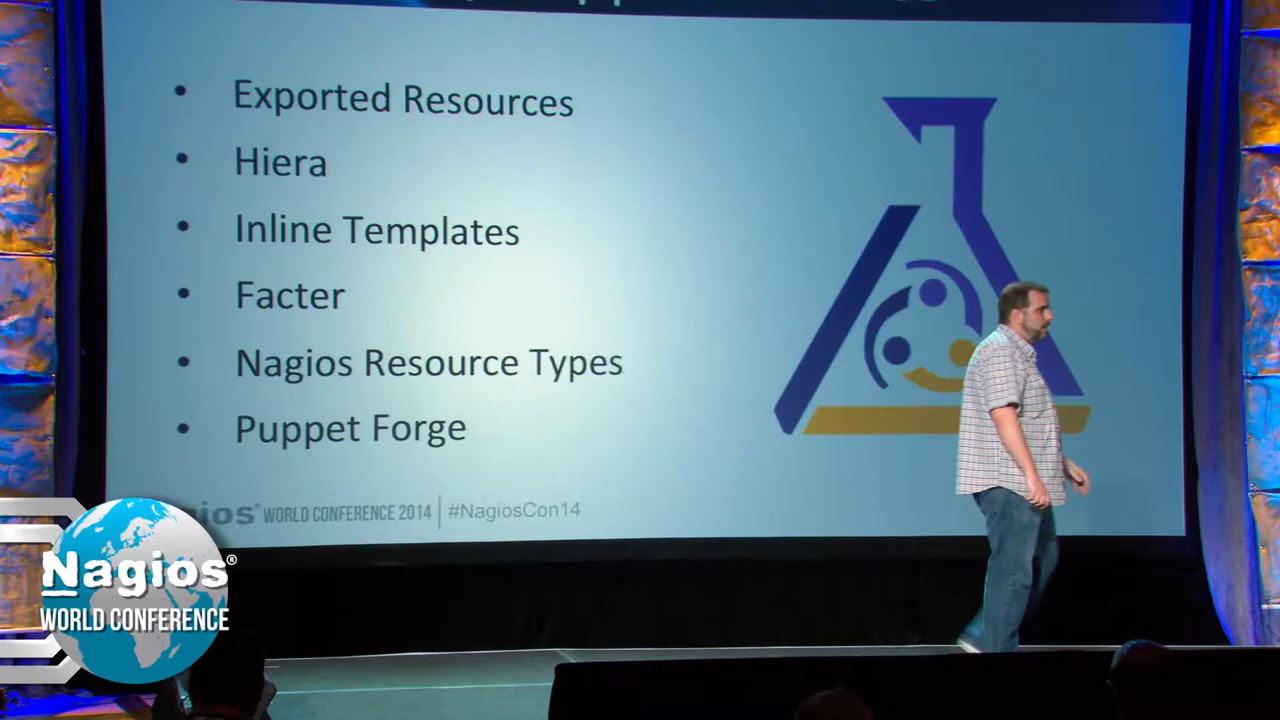 • Exported Resources
• Hiera
• Inline Templates
• Facter
• Nagios Resource Types
• Puppet Forge
WORLD CONFERENCE 2014 | #NagiosCon14
Nagios®
WORLD CONFERENCE